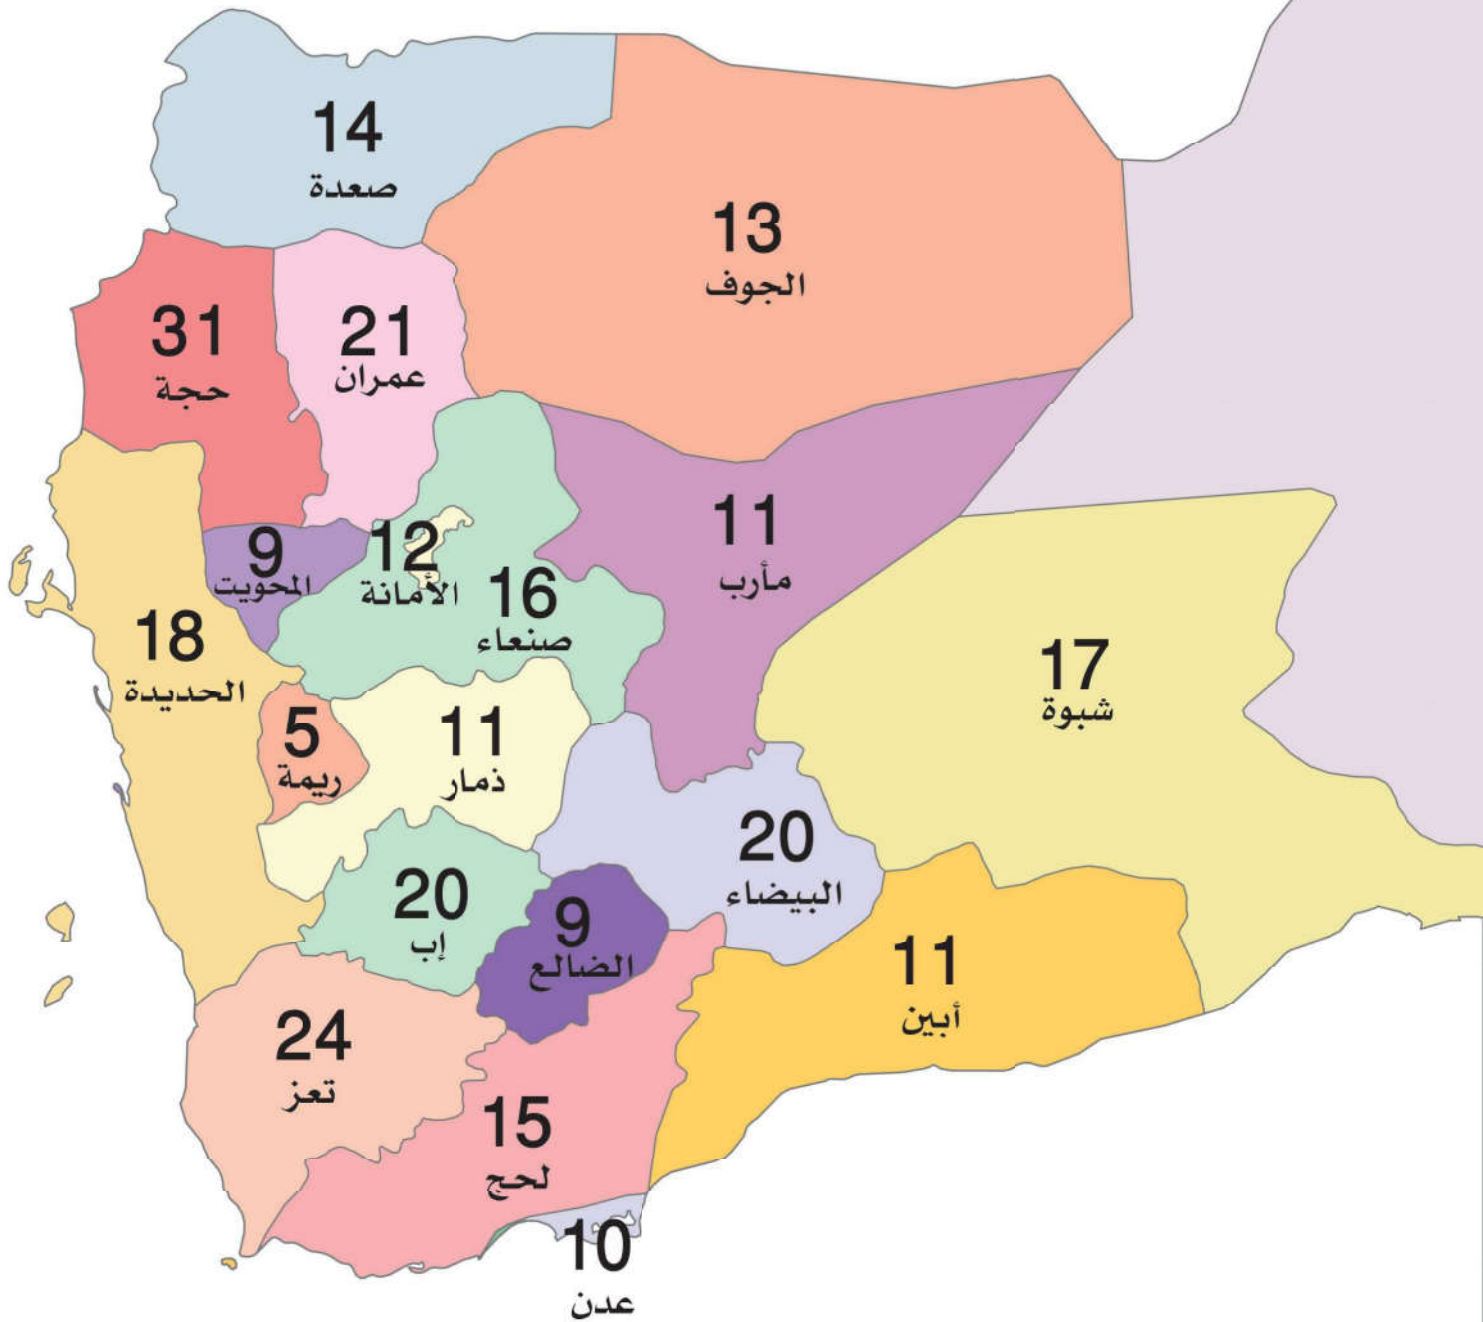 14
صعدة
13
الجوف
31
حجة
21
عمران
11
مأرب
12
الأمانة
9
المحويت
16
صنعاء
18
الحديدة
17
شبوة
5
ريمة
11
ذمار
20
البيضاء
20
إب
9
الضالع
11
أبين
24
تعز
15
لحج
10
عدن